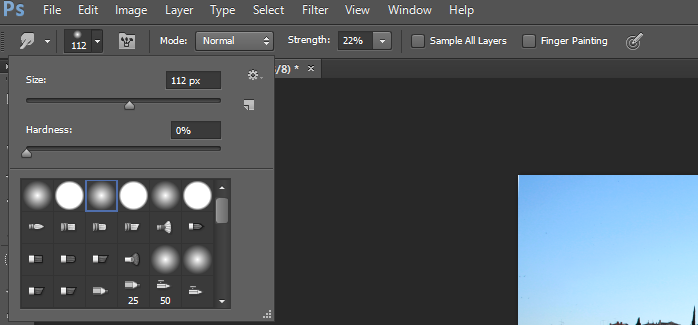 Ps File Edit Image Layer Type Select Filter View Window Help
112 Mode: Normal Strength: 22% Sample All Layers Finger Painting
/8) * ×
Size: 112 px
Hardness: 0%
25 50